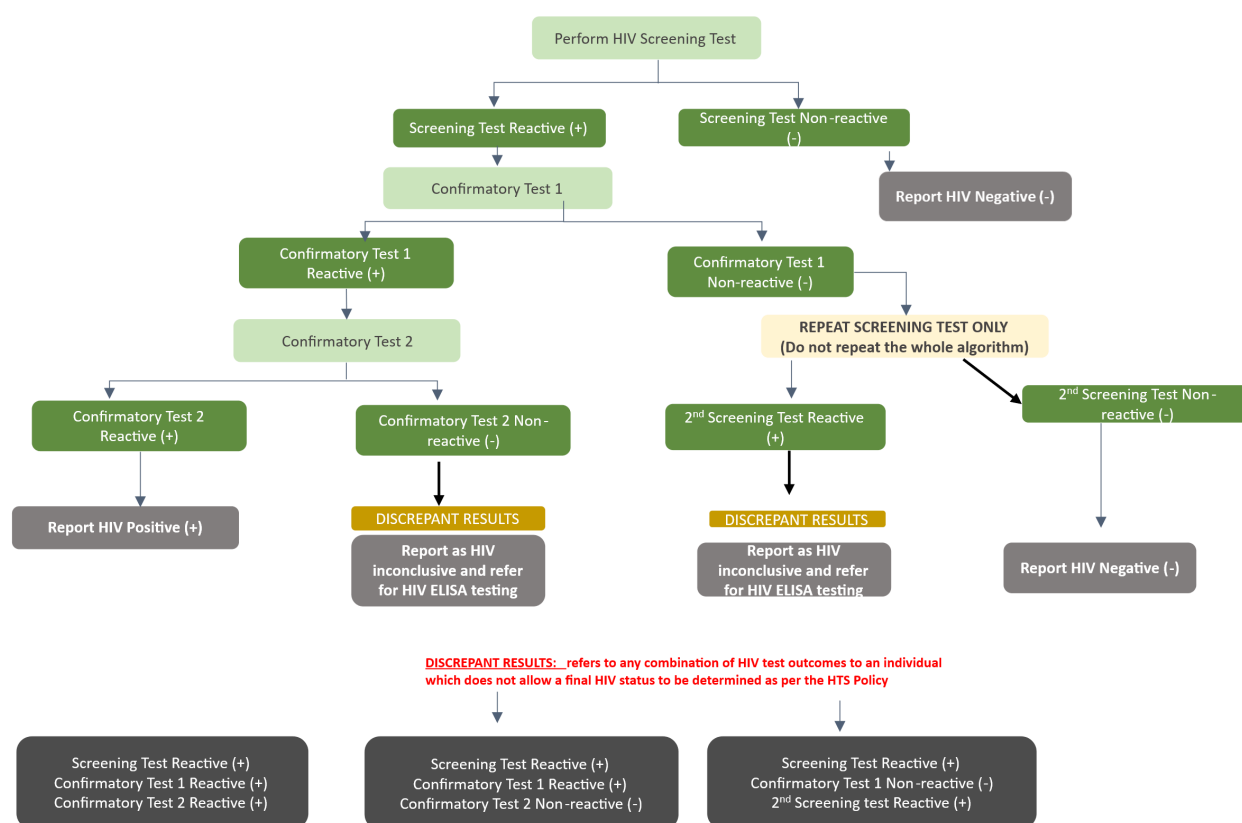 Perform HIV Screening Test
Screening Test Reactive (+)
Screening Test Non-reactive
(-)
Confirmatory Test 1
Report HIV Negative (-)
Confirmatory Test 1
Reactive (+)
Confirmatory Test 1
Non-reactive (-)
REPEAT SCREENING TEST ONLY
(Do not repeat the whole algorithm)
Confirmatory Test 2
Confirmatory Test 2
Reactive (+)
Confirmatory Test 2 Non-
reactive (-)
2nd Screening Test Reactive
(+)
2nd Screening Test Non-
reactive (-)
Report HIV Positive (+)
DISCREPANT RESULTS
Report as HIV
inconclusive and refer
for HIV ELISA testing
DISCREPANT RESULTS
Report as HIV
inconclusive and refer
for HIV ELISA testing
Report HIV Negative (-)
DISCREPANT RESULTS: refers to any combination of HIV test outcomes to an individual
which does not allow a final HIV status to be determined as per the HTS Policy
Screening Test Reactive (+)
Confirmatory Test 1 Reactive (+)
Confirmatory Test 2 Reactive (+)
Screening Test Reactive (+)
Confirmatory Test 1 Reactive (+)
Confirmatory Test 2 Non-reactive (-)
Screening Test Reactive (+)
Confirmatory Test 1 Non-reactive (-)
2nd Screening test Reactive (+)